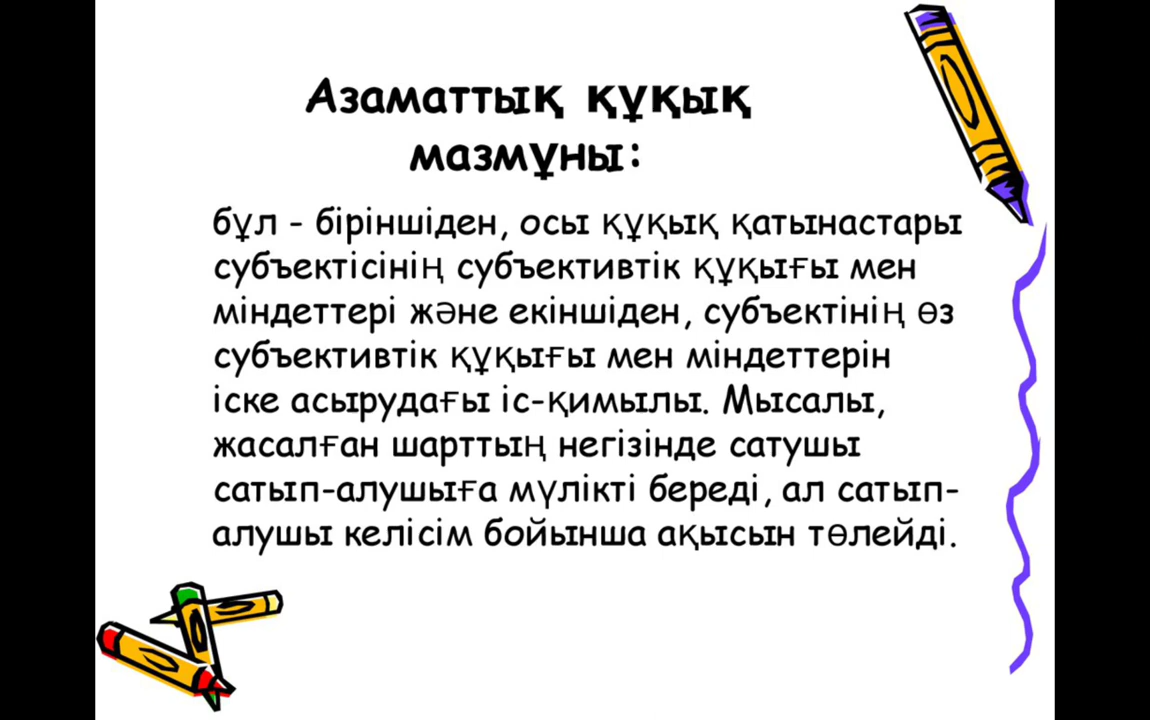 Азаматтық құқық
мазмұны:
бұл - біріншіден, осы құқық қатынастары
субъектісінің субъективтік құқығы мен
міндеттері және екіншіден, субъектінің өз
субъективтік құқығы мен міндеттерін
іске асырудағы іс-қимылы. Мысалы,
жасалған шарттың негізінде сатушы
сатып-алушыға мүлікті береді, ал сатып-
алушы келісім бойынша ақысын төлейді.